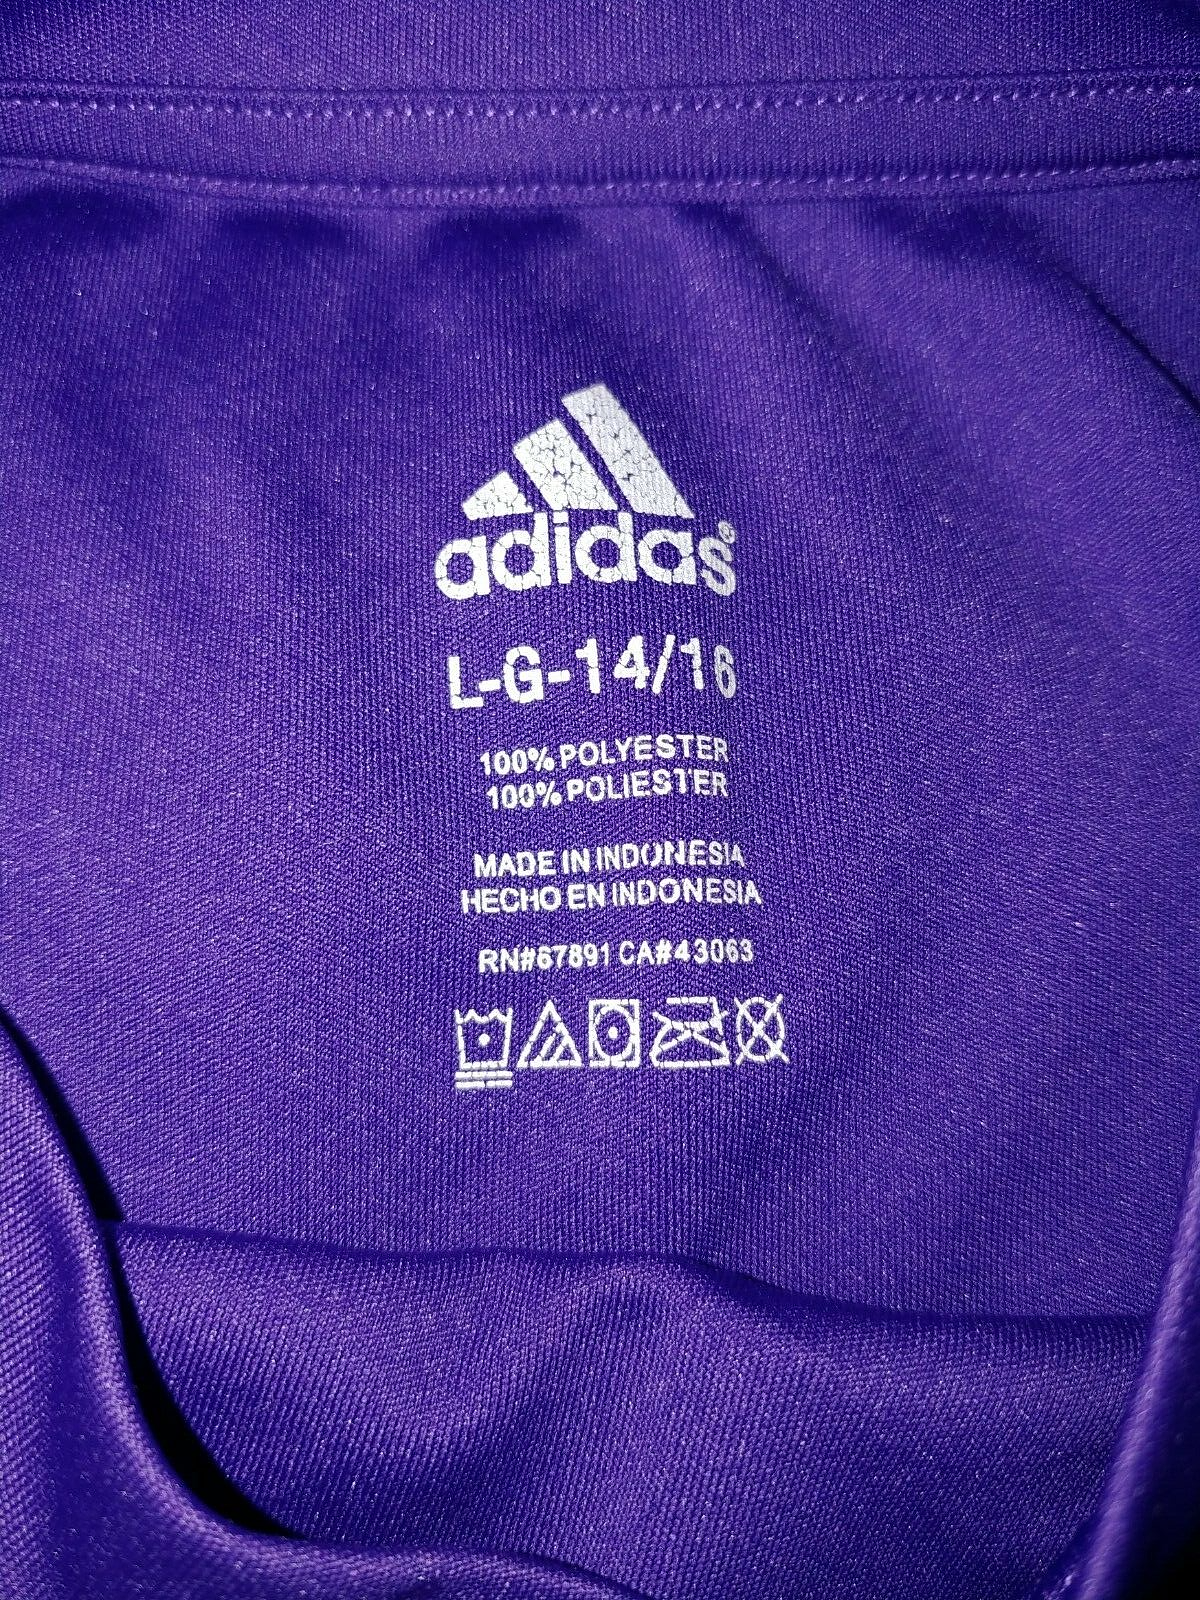 adidas®
L-G-14/16
100% POLYESTER
100% POLIESTER
MADE IN INDONESIA
HECHO EN INDONESIA
RN#67891 CA#43063